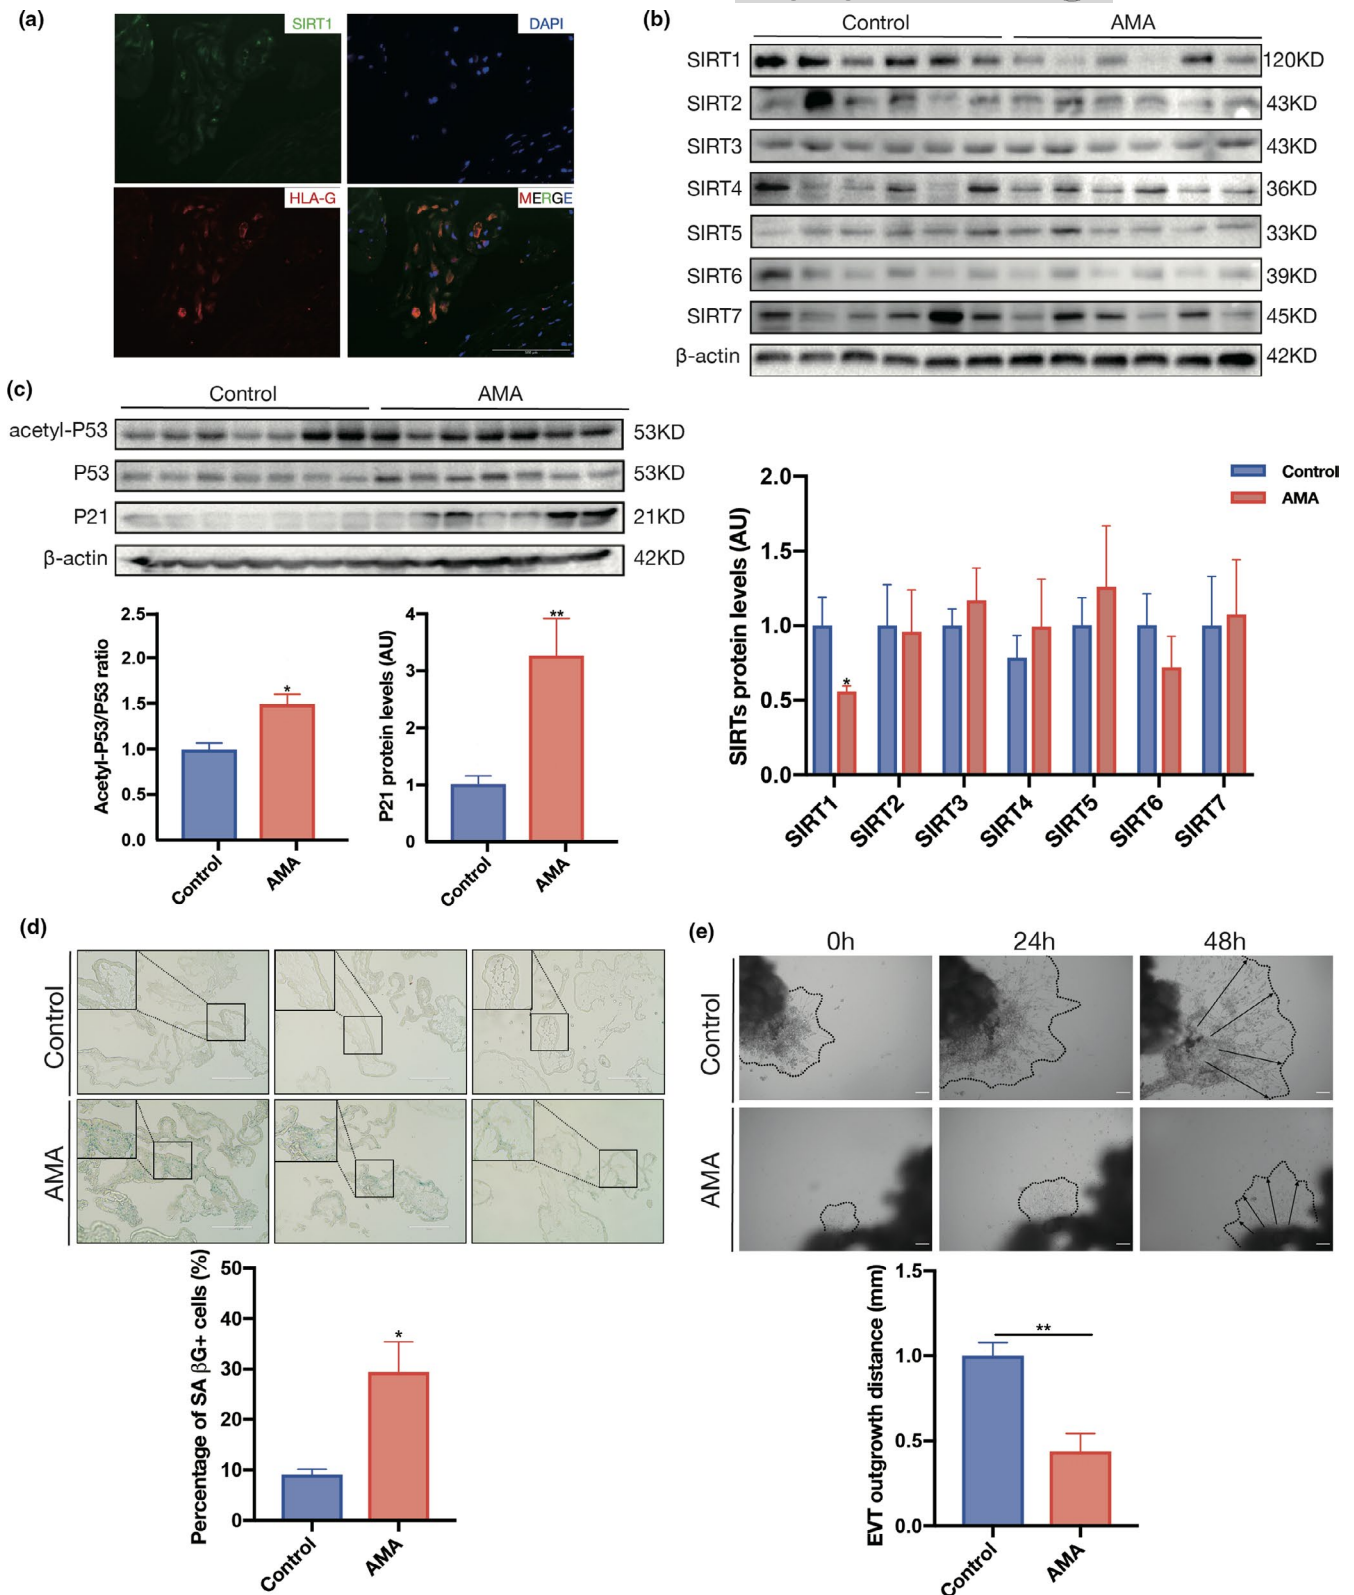 (a)
SIRT1
DAPI
HLA-G
MERGE
(b)
Control AMA
SIRT1 120KD
SIRT2 43KD
SIRT3 43KD
SIRT4 36KD
SIRT5 33KD
SIRT6 39KD
SIRT7 45KD
β-actin 42KD
(c)
Control AMA
acetyl-P53 53KD
P53 53KD
P21 21KD
β-actin 42KD
Acetyl-P53/P53 ratio
2.5
2.0
1.5
1.0
0.5
0.0
*
Control
AMA
P21 protein levels (AU)
4
3
2
1
0
**
Control
AMA
SIRTs protein levels (AU)
2.0
1.5
1.0
0.5
0.0
*
Control
AMA
SIRT1
SIRT2
SIRT3
SIRT4
SIRT5
SIRT6
SIRT7
(d)
Control
AMA
Percentage of SA βG+ cells (%)
50
40
30
20
10
0
*
Control
AMA
(e)
0h 24h 48h
Control
AMA
EVT outgrowth distance (mm)
1.5
1.0
0.5
0.0
**
Control
AMA